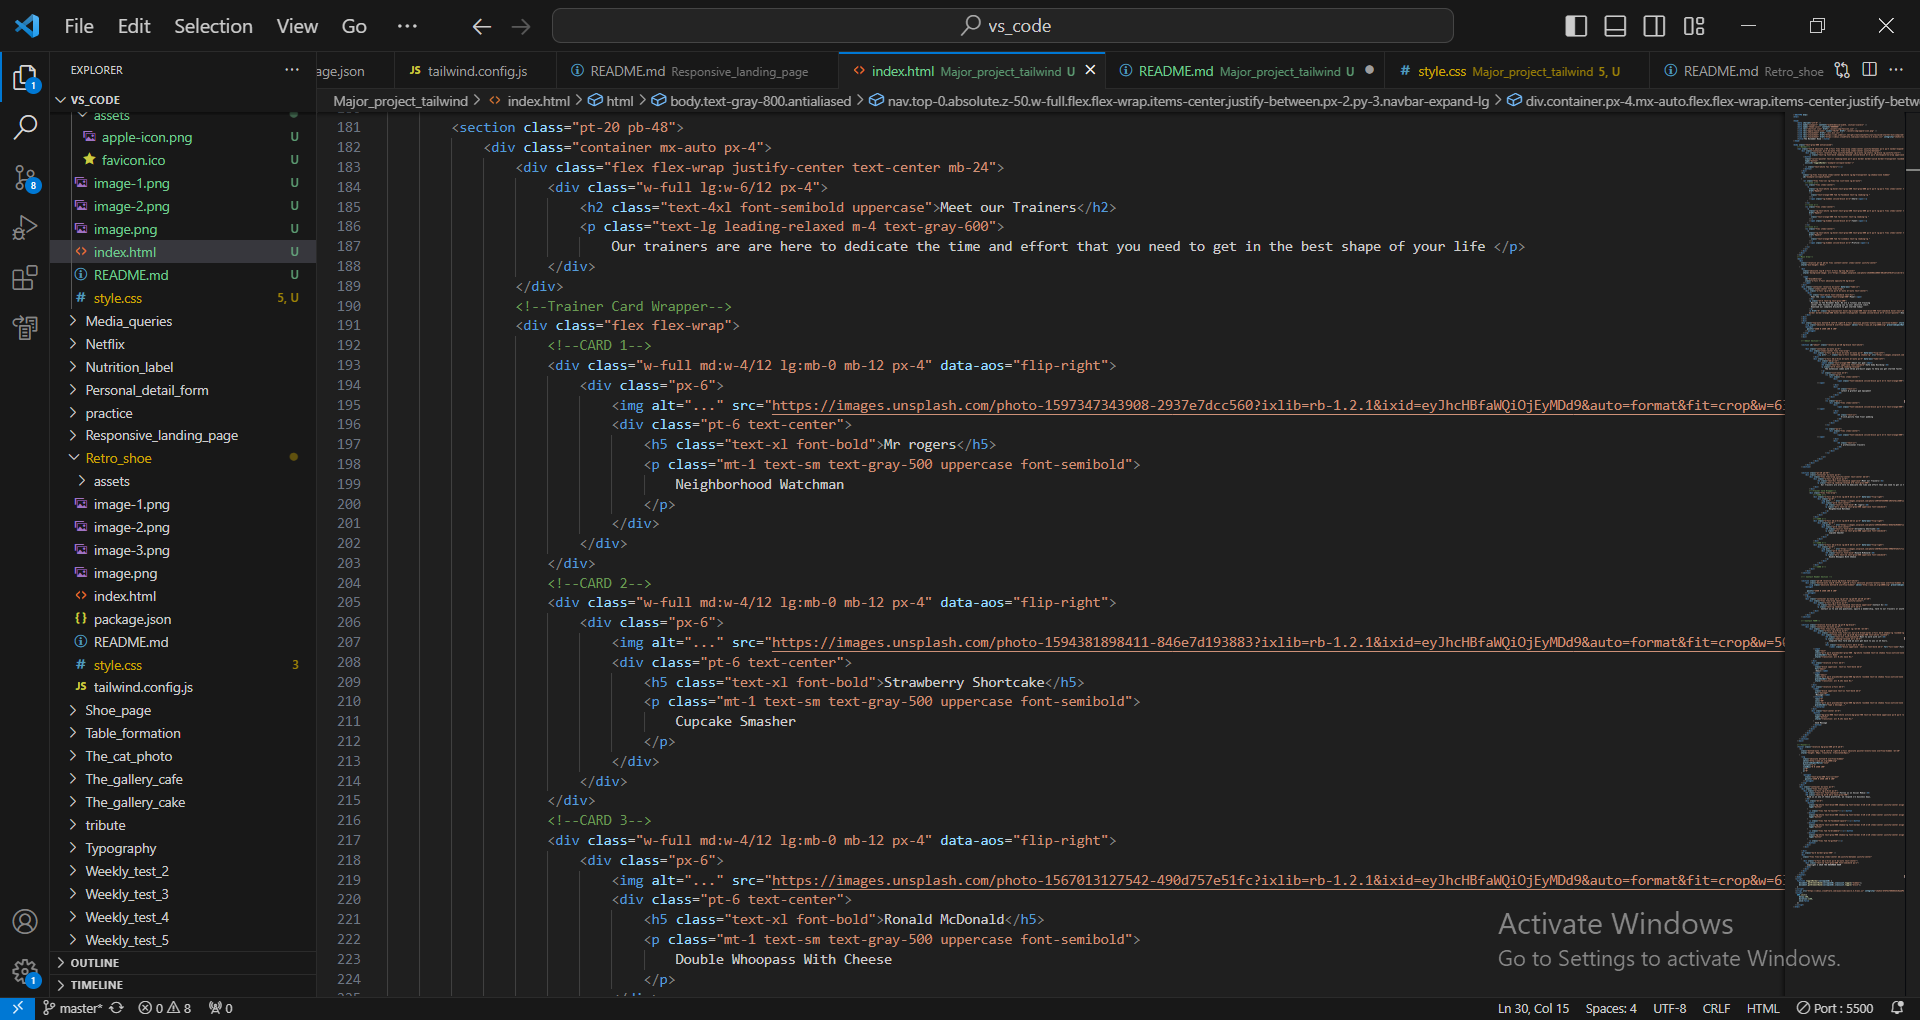 File Edit Selection View Go ··· vs_code
EXPLORER ···
VS_CODE
assets
apple-icon.png U
favicon.ico U
image-1.png U
image-2.png U
image.png U
index.html U
README.md U
style.css 5, U
Media_queries
Netflix
Nutrition_label
Personal_detail_form
practice
Responsive_landing_page
Retro_shoe
assets
image-1.png
image-2.png
image-3.png
image.png
index.html
package.json
README.md
style.css 3
tailwind.config.js
Shoe_page
Table_formation
The_cat_photo
The_gallery_cafe
The_gallery_cake
tribute
Typography
Weekly_test_2
Weekly_test_3
Weekly_test_4
Weekly_test_5
OUTLINE
TIMELINE
1
8
1
age.json JS tailwind.config.js README.md Responsive_landing_page index.html Major_project_tailwind U README.md Major_project_tailwind U # style.css Major_project_tailwind 5, U README.md Retro_shoe ···
Major_project_tailwind > index.html > html > body.text-gray-800.antialiased > nav.top-0.absolute.z-50.w-full.flex.flex-wrap.items-center.justify-between.px-2.py-3.navbar-expand-lg > div.container.px-4.mx-auto.flex.flex-wrap.items-center.justify-betwe
181 <section class="pt-20 pb-48">
182 <div class="container mx-auto px-4">
183 <div class="flex flex-wrap justify-center text-center mb-24">
184 <div class="w-full lg:w-6/12 px-4">
185 <h2 class="text-4xl font-semibold uppercase">Meet our Trainers</h2>
186 <p class="text-lg leading-relaxed m-4 text-gray-600">
187 Our trainers are are here to dedicate the time and effort that you need to get in the best shape of your life </p>
188 </div>
189 </div>
190 <!--Trainer Card Wrapper-->
191 <div class="flex flex-wrap">
192 <!--CARD 1-->
193 <div class="w-full md:w-4/12 lg:mb-0 mb-12 px-4" data-aos="flip-right">
194 <div class="px-6">
195 <img alt="..." src="https://images.unsplash.com/photo-1597347343908-2937e7dcc560?ixlib=rb-1.2.1&ixid=eyJhcHBfaWQiOjEyMDd9&auto=format&fit=crop&w=63
196 <div class="pt-6 text-center">
197 <h5 class="text-xl font-bold">Mr rogers</h5>
198 <p class="mt-1 text-sm text-gray-500 uppercase font-semibold">
199 Neighborhood Watchman
200 </p>
201 </div>
202 </div>
203 </div>
204 <!--CARD 2-->
205 <div class="w-full md:w-4/12 lg:mb-0 mb-12 px-4" data-aos="flip-right">
206 <div class="px-6">
207 <img alt="..." src="https://images.unsplash.com/photo-1594381898411-846e7d193883?ixlib=rb-1.2.1&ixid=eyJhcHBfaWQiOjEyMDd9&auto=format&fit=crop&w=50
208 <div class="pt-6 text-center">
209 <h5 class="text-xl font-bold">Strawberry Shortcake</h5>
210 <p class="mt-1 text-sm text-gray-500 uppercase font-semibold">
211 Cupcake Smasher
212 </p>
213 </div>
214 </div>
215 </div>
216 <!--CARD 3-->
217 <div class="w-full md:w-4/12 lg:mb-0 mb-12 px-4" data-aos="flip-right">
218 <div class="px-6">
219 <img alt="..." src="https://images.unsplash.com/photo-1567013127542-490d757e51fc?ixlib=rb-1.2.1&ixid=eyJhcHBfaWQiOjEyMDd9&auto=format&fit=crop&w=63
220 <div class="pt-6 text-center">
221 <h5 class="text-xl font-bold">Ronald McDonald</h5>
222 <p class="mt-1 text-sm text-gray-500 uppercase font-semibold">
223 Double Whoopass With Cheese
224 </p>
Activate Windows
Go to Settings to activate Windows.
master* 0 8 0 Ln 30, Col 15 Spaces: 4 UTF-8 CRLF HTML Port : 5500